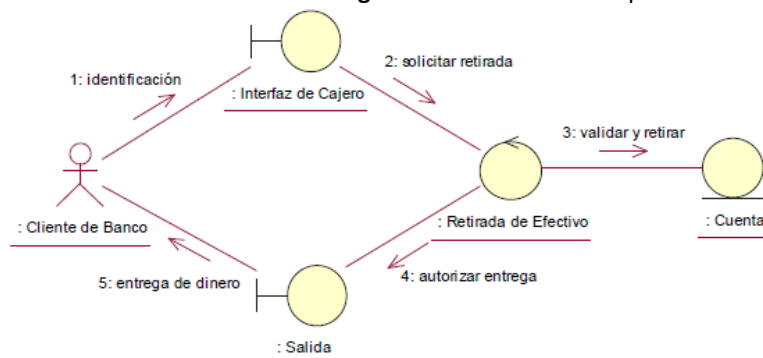 1: identificación
2: solicitar retirada
: Interfaz de Cajero
3: validar y retirar
: Cliente de Banco
: Retirada de Efectivo
: Cuenta
5: entrega de dinero
4: autorizar entrega
: Salida